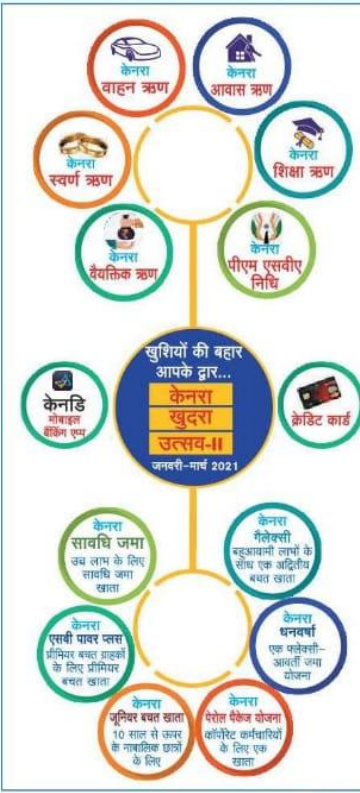 केनरा
वाहन ऋण
केनरा
आवास ऋण
केनरा
स्वर्ण ऋण
केनरा
शिक्षा ऋण
केनरा
वैयक्तिक ऋण
केनरा
पीएम एसवीए
निधि
खुशियों की बहार
आपके द्वार...
केनरा
खुदरा
उत्सव-II
जनवरी-मार्च 2021
केनडि
मोबाइल
बैंकिंग एप्प
क्रेडिट कार्ड
केनरा
सावधि जमा
उच्च लाभ के लिए
सावधि जमा
खाता
केनरा
गैलेक्सी
बहुआयामी लाभों के
साथ एक अद्वितीय
बचत खाता
केनरा
एसबी पावर प्लस
प्रीमियर बचत ग्राहकों
के लिए प्रीमियर
बचत खाता
केनरा
धनवर्षा
एक फ्लेक्सी-
आवर्ती जमा
योजना
केनरा
जूनियर बचत खाता
10 साल से ऊपर
के नाबालिक छात्रों
के लिए
केनरा
पेरोल पैकेज योजना
कॉर्पोरेट कर्मचारियों
के लिए एक
खाता